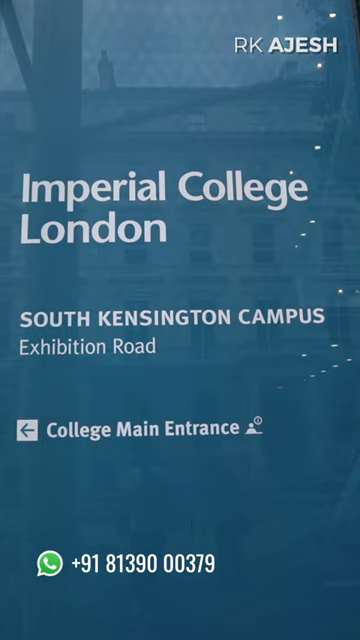 RK AJESH
Imperial College
London
SOUTH KENSINGTON CAMPUS
Exhibition Road
← College Main Entrance
+91 81390 00379